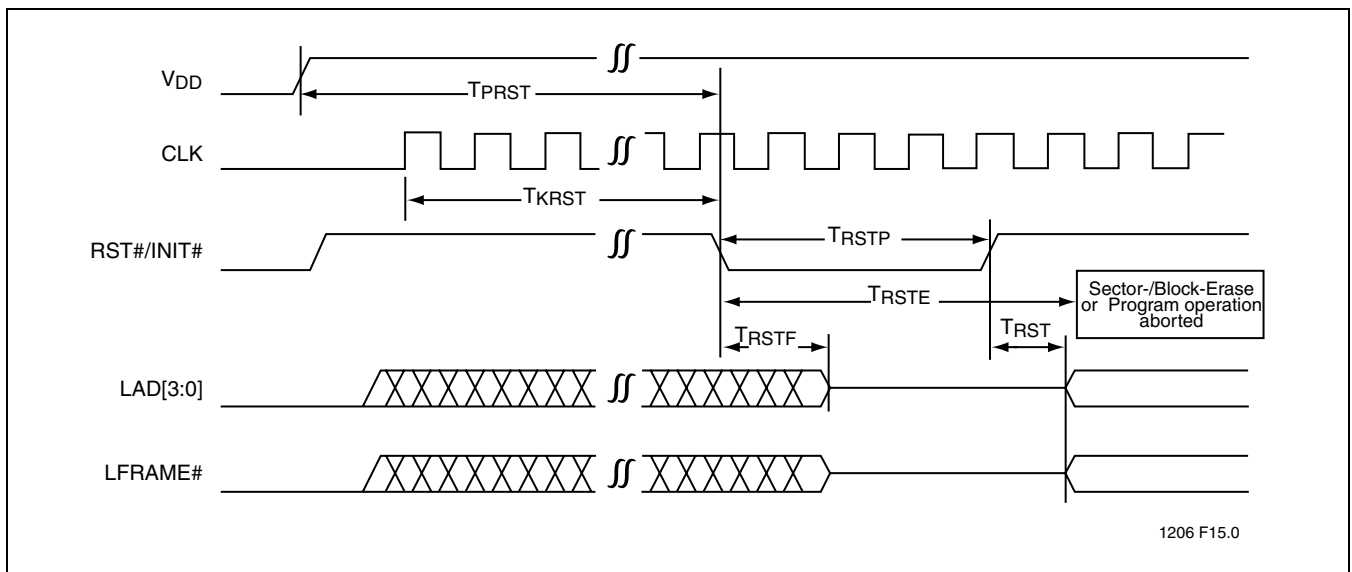 VDD
TPRST
CLK
TKRST
RST#/INIT#
TRSTP
TRSTE
Sector-/Block-Erase
or Program operation
aborted
TRSTF
TRST
LAD[3:0]
LFRAME#
1206 F15.0